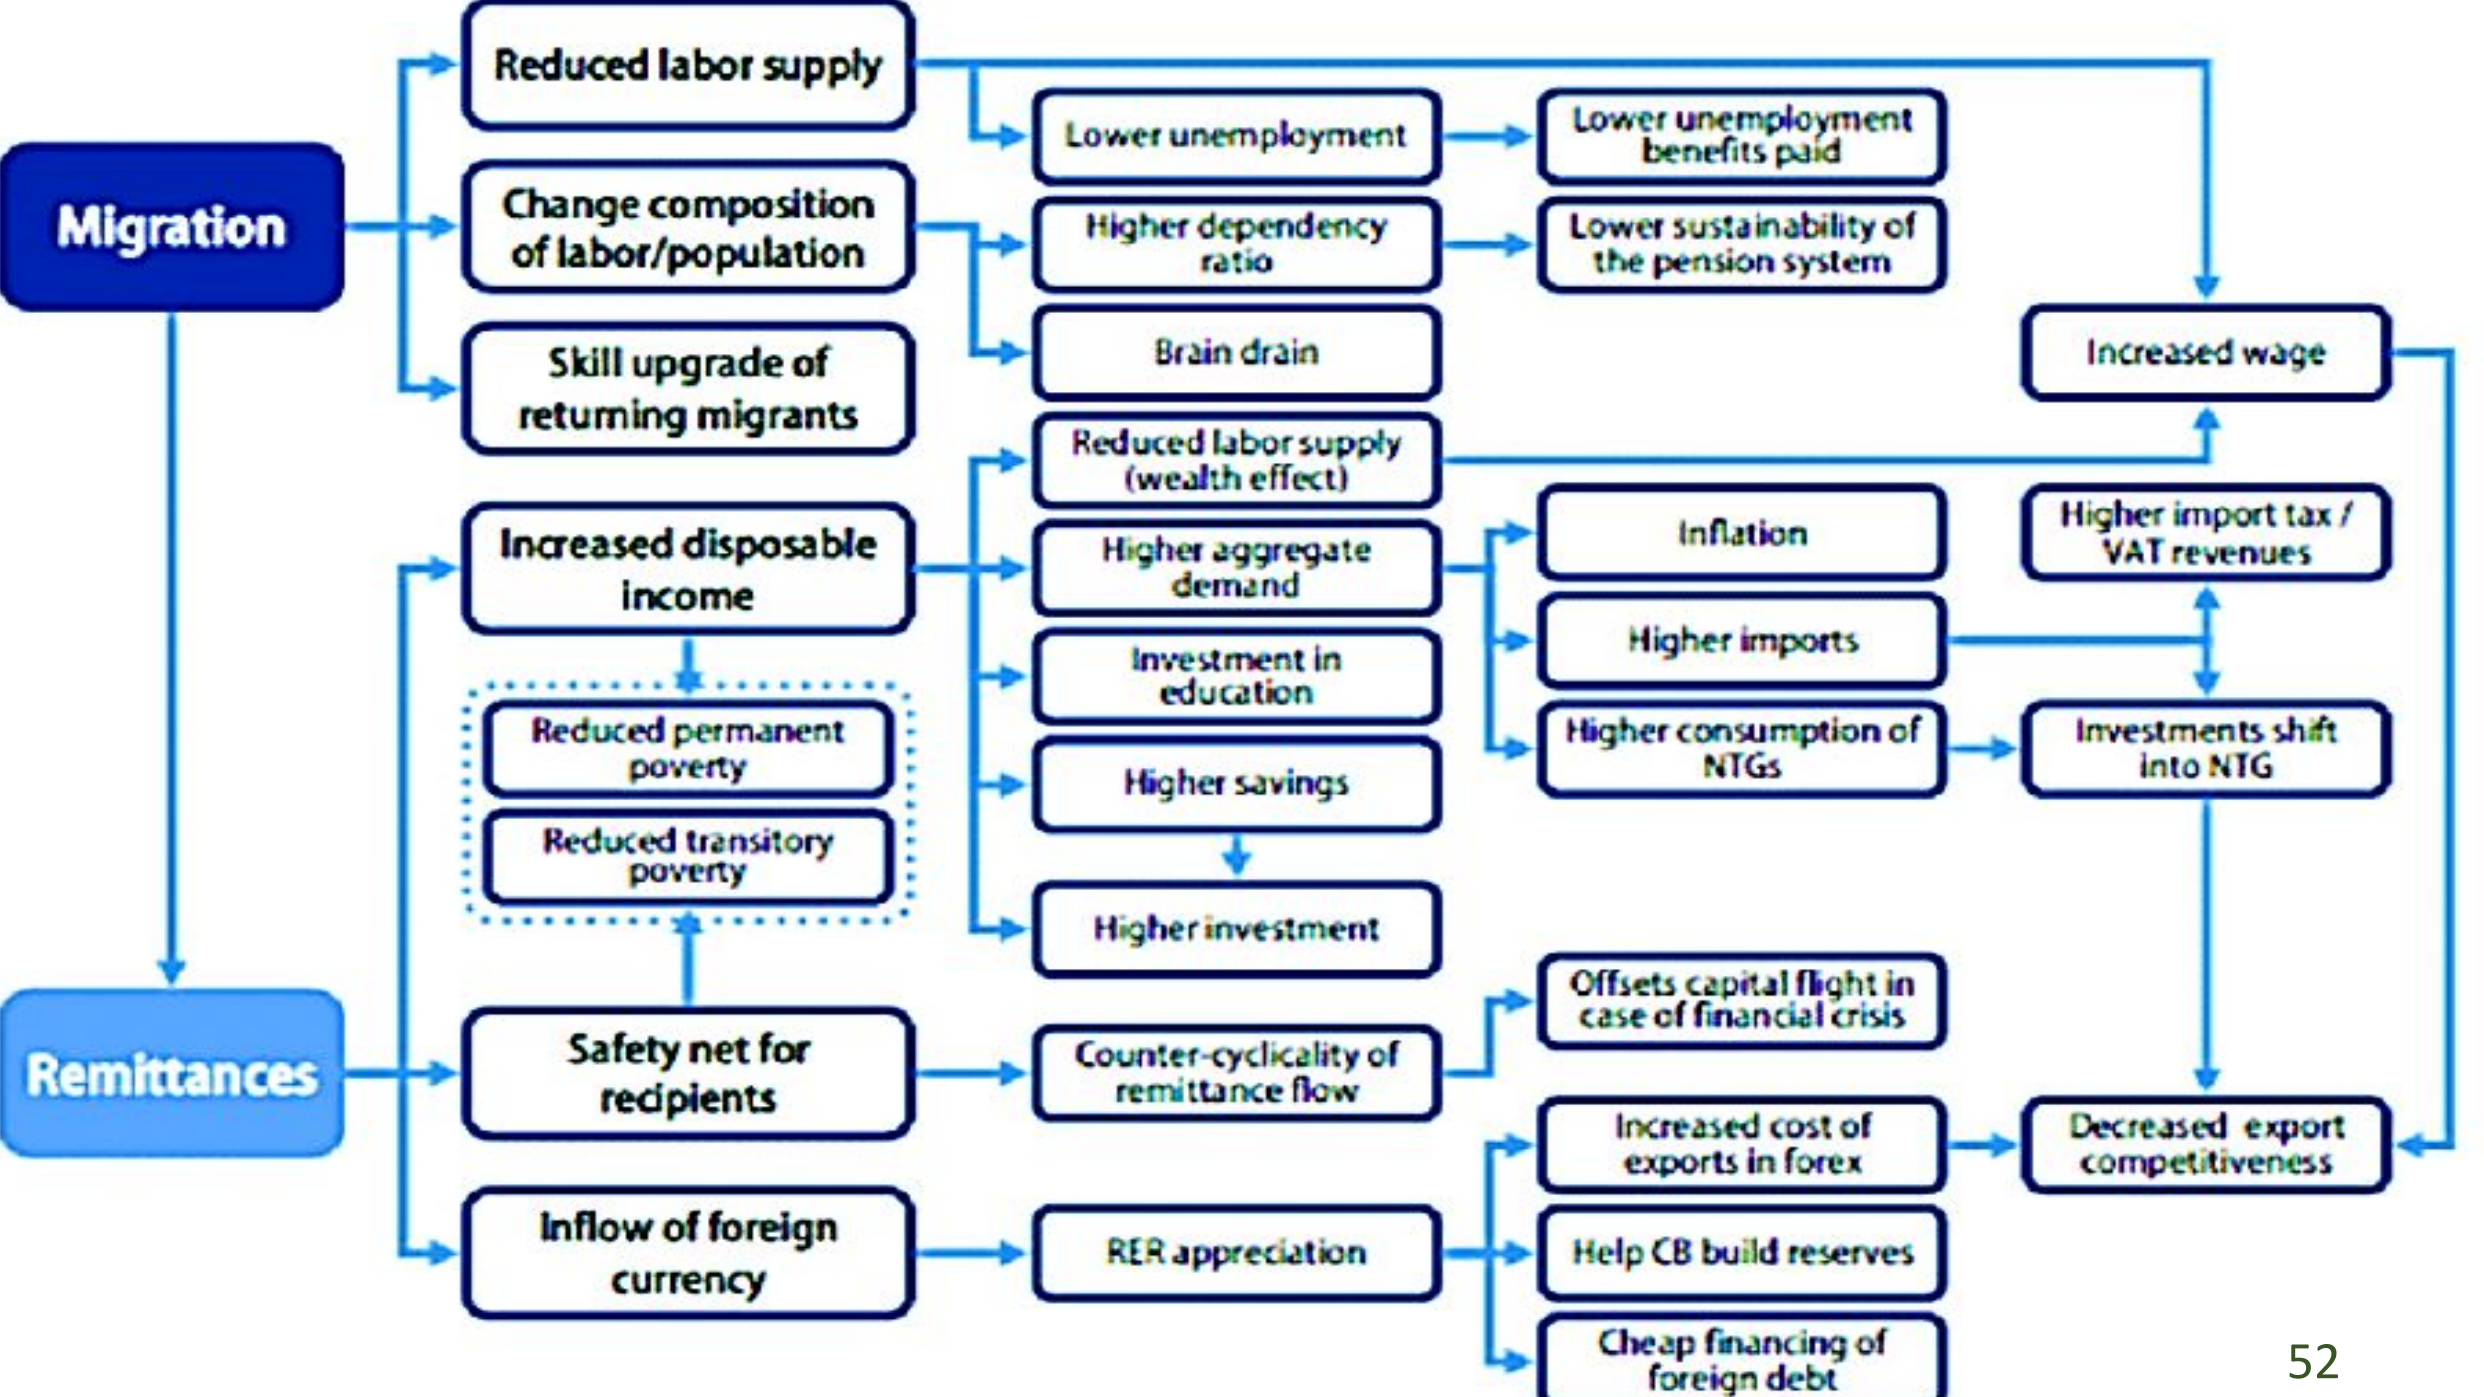 Reduced labor supply
Lower unemployment
Lower unemployment
benefits paid
Migration
Change composition
of labor/population
Higher dependency
ratio
Lower sustainability of
the pension system
Skill upgrade of
returning migrants
Brain drain
Increased wage
Reduced labor supply
(wealth effect)
Increased disposable
income
Higher aggregate
demand
Inflation
Higher import tax /
VAT revenues
Investment in
education
Higher imports
Reduced permanent
poverty
Higher savings
Higher consumption of
NTGs
Investments shift
into NTG
Reduced transitory
poverty
Higher investment
Remittances
Safety net for
recipients
Counter-cyclicality of
remittance flow
Offsets capital flight in
case of financial crisis
Increased cost of
exports in forex
Decreased export
competitiveness
Inflow of foreign
currency
RER appreciation
Help CB build reserves
Cheap financing of
foreign debt
52